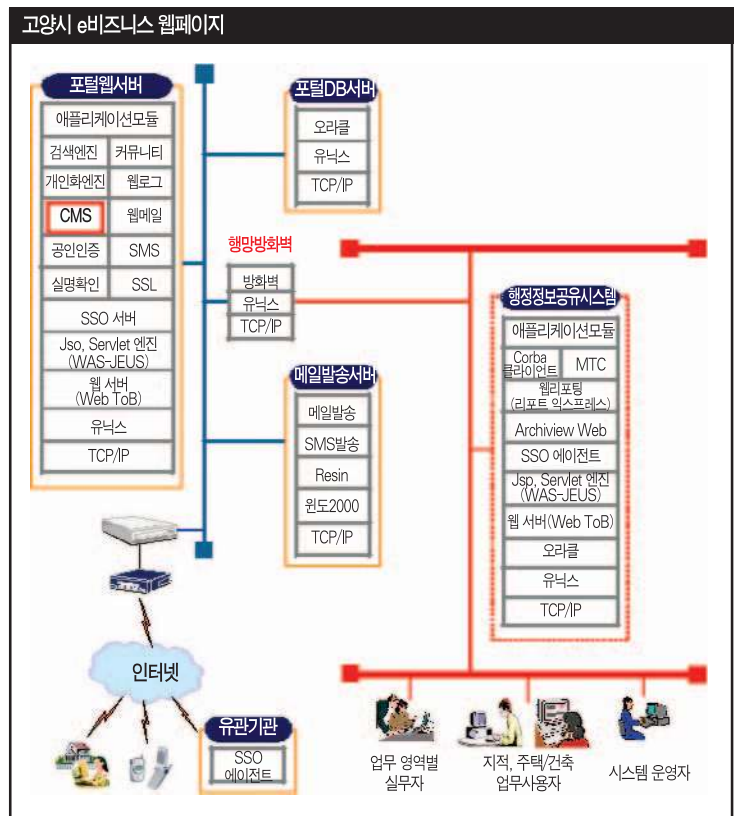 고양시 e비즈니스 웹페이지
포털웹서버
애플리케이션모듈
검색엔진
커뮤니티
개인화엔진
웹로그
CMS
웹메일
공인인증
SMS
실명확인
SSL
SSO 서버
Jso, Servlet 엔진
(WAS-JEUS)
웹 서버
(Web ToB)
유닉스
TCP/IP
포털DB서버
오라클
유닉스
TCP/IP
행망방화벽
방화벽
유닉스
TCP/IP
메일발송서버
메일발송
SMS발송
Resin
윈도2000
TCP/IP
행정정보공유시스템
애플리케이션모듈
Corba
클라이언트
MTC
웹리포팅
(리포트 익스프레스)
Archiview Web
SSO 에이전트
Jsp, Servlet 엔진
(WAS-JEUS)
웹 서버(Web ToB)
오라클
유닉스
TCP/IP
인터넷
유관기관
SSO
에이전트
업무 영역별
실무자
지적, 주택/건축
업무사용자
시스템 운영자